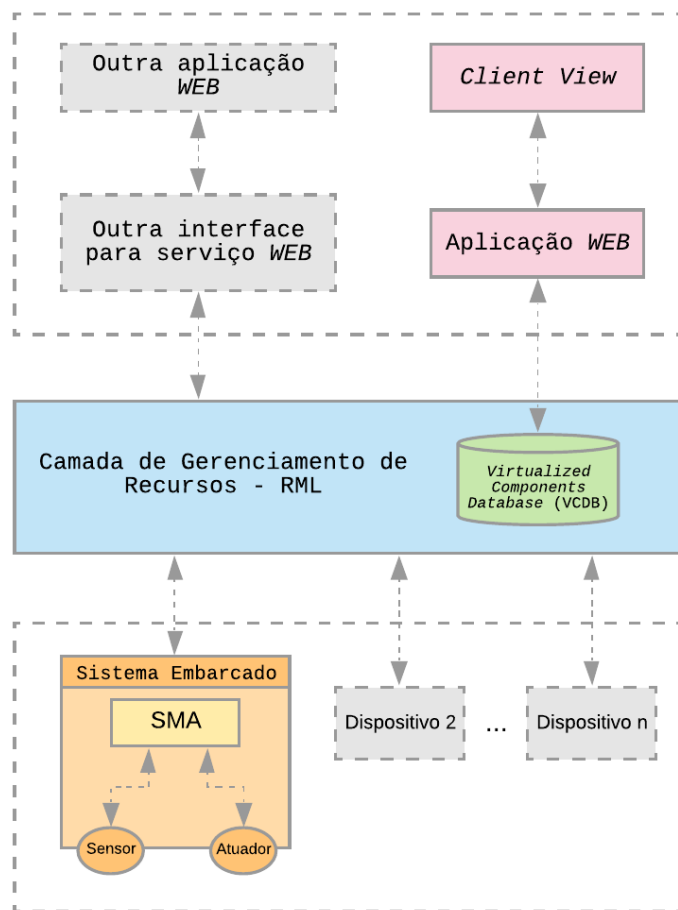 Outra aplicação
WEB
Client View
Outra interface
para serviço WEB
Aplicação WEB
Camada de Gerenciamento de
Recursos - RML
Virtualized
Components
Database (VCDB)
Sistema Embarcado
SMA
Sensor
Atuador
Dispositivo 2
...
Dispositivo n